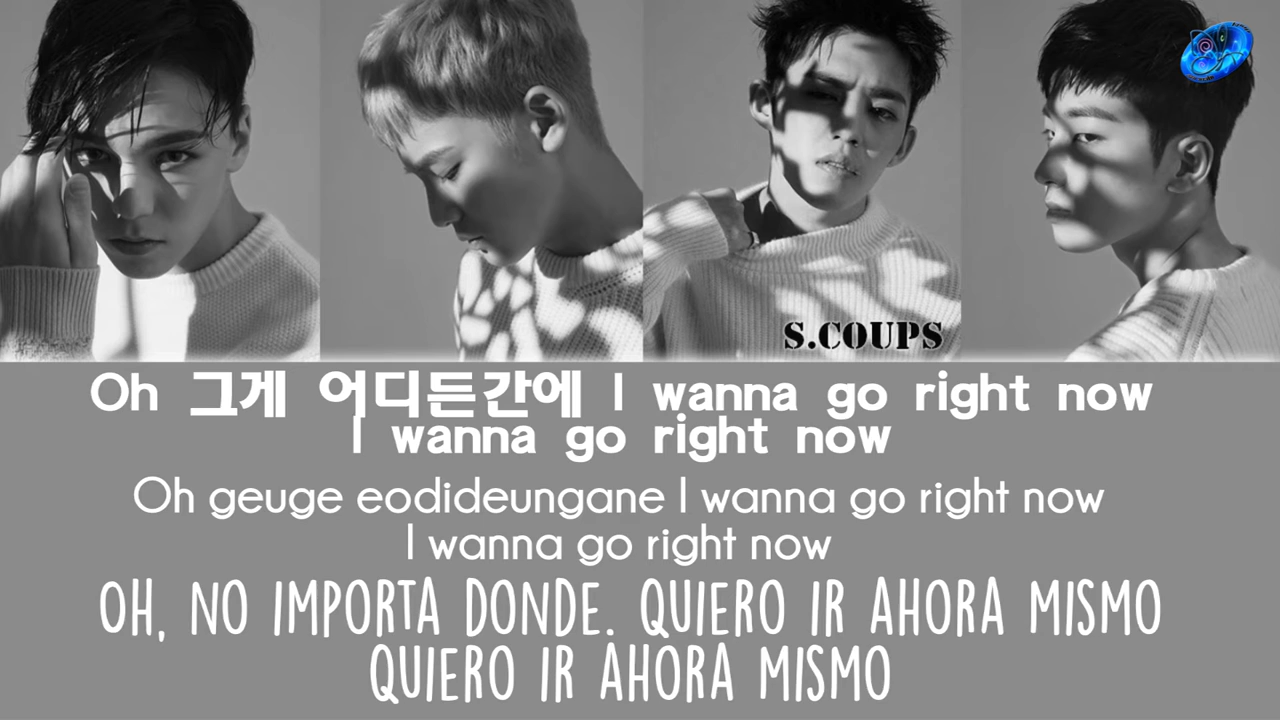 S.COUPS
Oh 그게 어디든간에 I wanna go right now
I wanna go right now
Oh geuge eodideungane I wanna go right now
I wanna go right now
OH, NO IMPORTA DONDE. QUIERO IR AHORA MISMO
QUIERO IR AHORA MISMO